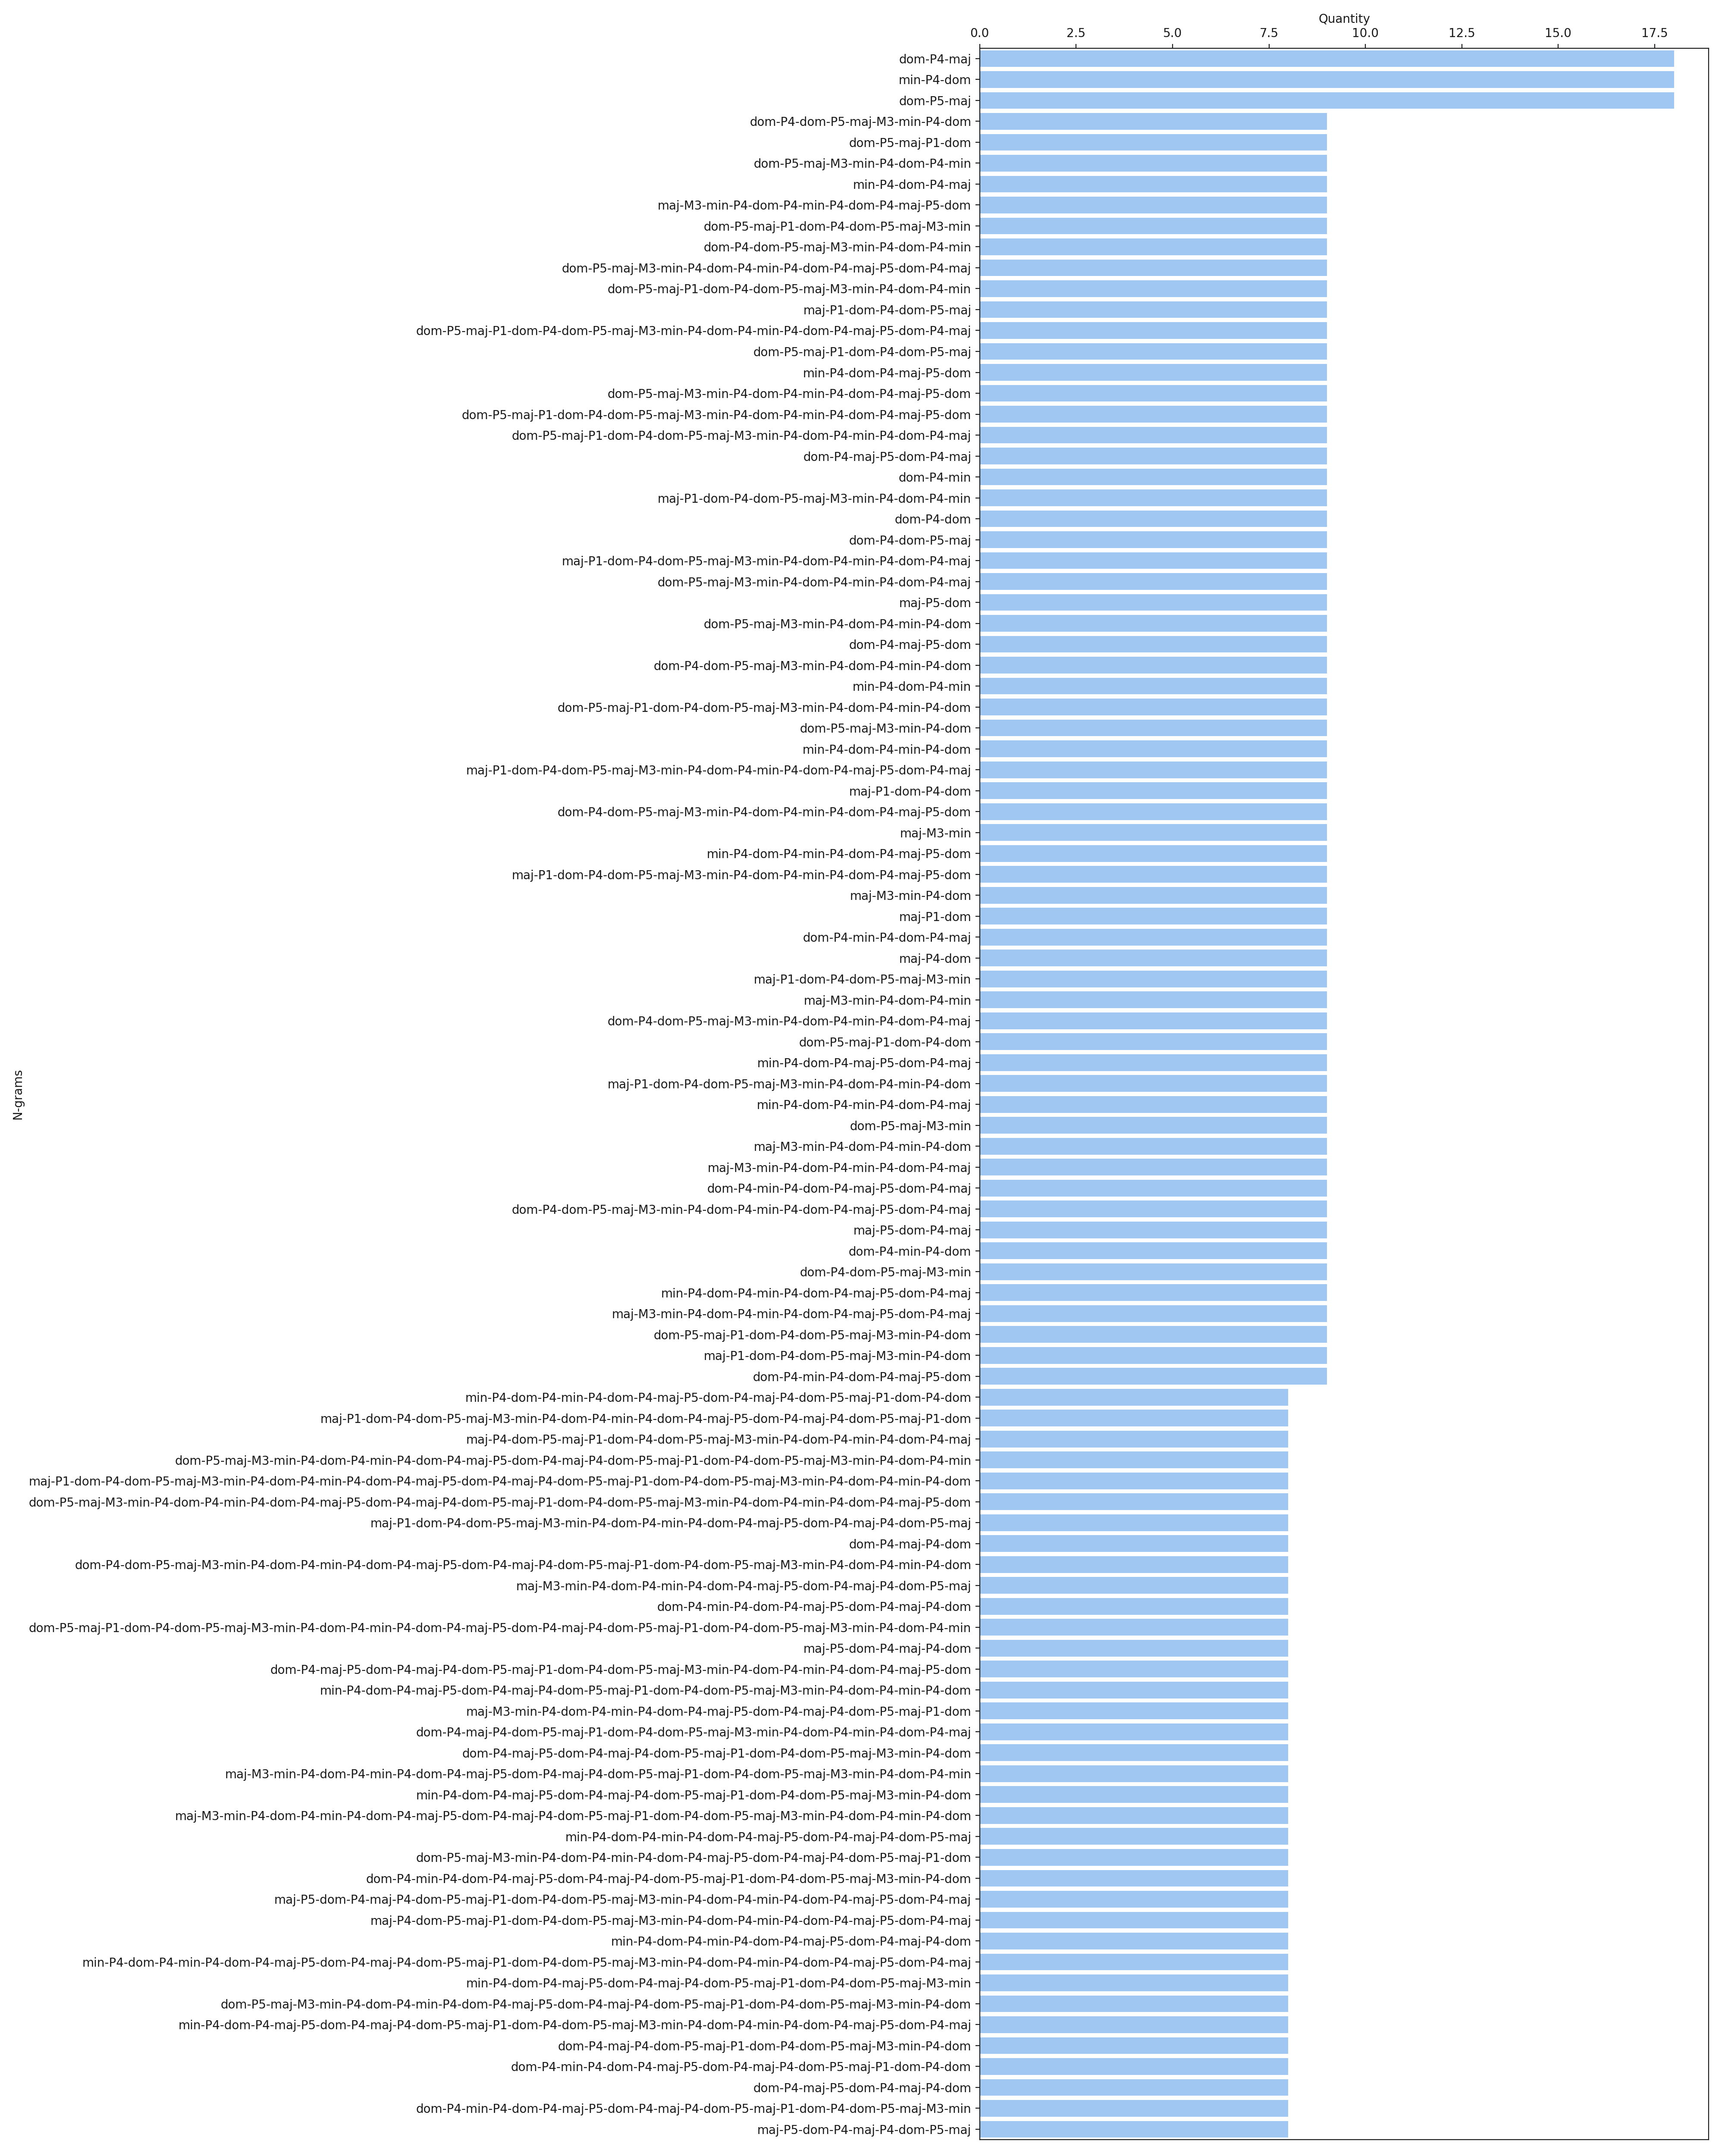 Quantity
0.0 2.5 5.0 7.5 10.0 12.5 15.0 17.5
dom-P4-maj
min-P4-dom
dom-P5-maj
dom-P4-dom-P5-maj-M3-min-P4-dom
dom-P5-maj-P1-dom
dom-P5-maj-M3-min-P4-dom-P4-min
min-P4-dom-P4-maj
maj-M3-min-P4-dom-P4-min-P4-dom-P4-maj-P5-dom
dom-P5-maj-P1-dom-P4-dom-P5-maj-M3-min
dom-P4-dom-P5-maj-M3-min-P4-dom-P4-min
dom-P5-maj-M3-min-P4-dom-P4-min-P4-dom-P4-maj-P5-dom-P4-maj
dom-P5-maj-P1-dom-P4-dom-P5-maj-M3-min-P4-dom-P4-min
maj-P1-dom-P4-dom-P5-maj
dom-P5-maj-P1-dom-P4-dom-P5-maj-M3-min-P4-dom-P4-min-P4-dom-P4-maj-P5-dom-P4-maj
dom-P5-maj-P1-dom-P4-dom-P5-maj
min-P4-dom-P4-maj-P5-dom
dom-P5-maj-M3-min-P4-dom-P4-min-P4-dom-P4-maj-P5-dom
dom-P5-maj-P1-dom-P4-dom-P5-maj-M3-min-P4-dom-P4-min-P4-dom-P4-maj-P5-dom
dom-P5-maj-P1-dom-P4-dom-P5-maj-M3-min-P4-dom-P4-min-P4-dom-P4-maj
dom-P4-maj-P5-dom-P4-maj
dom-P4-min
maj-P1-dom-P4-dom-P5-maj-M3-min-P4-dom-P4-min
dom-P4-dom
dom-P4-dom-P5-maj
maj-P1-dom-P4-dom-P5-maj-M3-min-P4-dom-P4-min-P4-dom-P4-maj
dom-P5-maj-M3-min-P4-dom-P4-min-P4-dom-P4-maj
maj-P5-dom
dom-P5-maj-M3-min-P4-dom-P4-min-P4-dom
dom-P4-maj-P5-dom
dom-P4-dom-P5-maj-M3-min-P4-dom-P4-min-P4-dom
min-P4-dom-P4-min
dom-P5-maj-P1-dom-P4-dom-P5-maj-M3-min-P4-dom-P4-min-P4-dom
dom-P5-maj-M3-min-P4-dom
min-P4-dom-P4-min-P4-dom
maj-P1-dom-P4-dom-P5-maj-M3-min-P4-dom-P4-min-P4-dom-P4-maj-P5-dom-P4-maj
maj-P1-dom-P4-dom
dom-P4-dom-P5-maj-M3-min-P4-dom-P4-min-P4-dom-P4-maj-P5-dom
maj-M3-min
min-P4-dom-P4-min-P4-dom-P4-maj-P5-dom
maj-P1-dom-P4-dom-P5-maj-M3-min-P4-dom-P4-min-P4-dom-P4-maj-P5-dom
maj-M3-min-P4-dom
maj-P1-dom
dom-P4-min-P4-dom-P4-maj
maj-P4-dom
maj-P1-dom-P4-dom-P5-maj-M3-min
maj-M3-min-P4-dom-P4-min
dom-P4-dom-P5-maj-M3-min-P4-dom-P4-min-P4-dom-P4-maj
dom-P5-maj-P1-dom-P4-dom
min-P4-dom-P4-maj-P5-dom-P4-maj
maj-P1-dom-P4-dom-P5-maj-M3-min-P4-dom-P4-min-P4-dom
min-P4-dom-P4-min-P4-dom-P4-maj
dom-P5-maj-M3-min
maj-M3-min-P4-dom-P4-min-P4-dom
maj-M3-min-P4-dom-P4-min-P4-dom-P4-maj
dom-P4-min-P4-dom-P4-maj-P5-dom-P4-maj
dom-P4-dom-P5-maj-M3-min-P4-dom-P4-min-P4-dom-P4-maj-P5-dom-P4-maj
maj-P5-dom-P4-maj
dom-P4-min-P4-dom
dom-P4-dom-P5-maj-M3-min
min-P4-dom-P4-min-P4-dom-P4-maj-P5-dom-P4-maj
maj-M3-min-P4-dom-P4-min-P4-dom-P4-maj-P5-dom-P4-maj
dom-P5-maj-P1-dom-P4-dom-P5-maj-M3-min-P4-dom
maj-P1-dom-P4-dom-P5-maj-M3-min-P4-dom
dom-P4-min-P4-dom-P4-maj-P5-dom
min-P4-dom-P4-min-P4-dom-P4-maj-P5-dom-P4-maj-P4-dom-P5-maj-P1-dom-P4-dom
maj-P1-dom-P4-dom-P5-maj-M3-min-P4-dom-P4-min-P4-dom-P4-maj-P5-dom-P4-maj-P4-dom-P5-maj-P1-dom
maj-P4-dom-P5-maj-P1-dom-P4-dom-P5-maj-M3-min-P4-dom-P4-min-P4-dom-P4-maj
dom-P5-maj-M3-min-P4-dom-P4-min-P4-dom-P4-maj-P5-dom-P4-maj-P4-dom-P5-maj-P1-dom-P4-dom-P5-maj-M3-min-P4-dom-P4-min
maj-P1-dom-P4-dom-P5-maj-M3-min-P4-dom-P4-min-P4-dom-P4-maj-P5-dom-P4-maj-P4-dom-P5-maj-P1-dom-P4-dom-P5-maj-M3-min-P4-dom-P4-min-P4-dom
dom-P5-maj-M3-min-P4-dom-P4-min-P4-dom-P4-maj-P5-dom-P4-maj-P4-dom-P5-maj-P1-dom-P4-dom-P5-maj-M3-min-P4-dom-P4-min-P4-dom-P4-maj-P5-dom
maj-P1-dom-P4-dom-P5-maj-M3-min-P4-dom-P4-min-P4-dom-P4-maj-P5-dom-P4-maj-P4-dom-P5-maj
dom-P4-maj-P4-dom
dom-P4-dom-P5-maj-M3-min-P4-dom-P4-min-P4-dom-P4-maj-P5-dom-P4-maj-P4-dom-P5-maj-P1-dom-P4-dom-P5-maj-M3-min-P4-dom-P4-min-P4-dom
maj-M3-min-P4-dom-P4-min-P4-dom-P4-maj-P5-dom-P4-maj-P4-dom-P5-maj
dom-P4-min-P4-dom-P4-maj-P5-dom-P4-maj-P4-dom
dom-P5-maj-P1-dom-P4-dom-P5-maj-M3-min-P4-dom-P4-min-P4-dom-P4-maj-P5-dom-P4-maj-P4-dom-P5-maj-P1-dom-P4-dom-P5-maj-M3-min-P4-dom-P4-min
maj-P5-dom-P4-maj-P4-dom
dom-P4-maj-P5-dom-P4-maj-P4-dom-P5-maj-P1-dom-P4-dom-P5-maj-M3-min-P4-dom-P4-min-P4-dom-P4-maj-P5-dom
min-P4-dom-P4-maj-P5-dom-P4-maj-P4-dom-P5-maj-P1-dom-P4-dom-P5-maj-M3-min-P4-dom-P4-min-P4-dom
maj-M3-min-P4-dom-P4-min-P4-dom-P4-maj-P5-dom-P4-maj-P4-dom-P5-maj-P1-dom
dom-P4-maj-P4-dom-P5-maj-P1-dom-P4-dom-P5-maj-M3-min-P4-dom-P4-min-P4-dom-P4-maj
dom-P4-maj-P5-dom-P4-maj-P4-dom-P5-maj-P1-dom-P4-dom-P5-maj-M3-min-P4-dom
maj-M3-min-P4-dom-P4-min-P4-dom-P4-maj-P5-dom-P4-maj-P4-dom-P5-maj-P1-dom-P4-dom-P5-maj-M3-min-P4-dom-P4-min
min-P4-dom-P4-maj-P5-dom-P4-maj-P4-dom-P5-maj-P1-dom-P4-dom-P5-maj-M3-min-P4-dom
maj-M3-min-P4-dom-P4-min-P4-dom-P4-maj-P5-dom-P4-maj-P4-dom-P5-maj-P1-dom-P4-dom-P5-maj-M3-min-P4-dom-P4-min-P4-dom
min-P4-dom-P4-min-P4-dom-P4-maj-P5-dom-P4-maj-P4-dom-P5-maj
dom-P5-maj-M3-min-P4-dom-P4-min-P4-dom-P4-maj-P5-dom-P4-maj-P4-dom-P5-maj-P1-dom
dom-P4-min-P4-dom-P4-maj-P5-dom-P4-maj-P4-dom-P5-maj-P1-dom-P4-dom-P5-maj-M3-min-P4-dom
maj-P5-dom-P4-maj-P4-dom-P5-maj-P1-dom-P4-dom-P5-maj-M3-min-P4-dom-P4-min-P4-dom-P4-maj-P5-dom-P4-maj
maj-P4-dom-P5-maj-P1-dom-P4-dom-P5-maj-M3-min-P4-dom-P4-min-P4-dom-P4-maj-P5-dom-P4-maj
min-P4-dom-P4-min-P4-dom-P4-maj-P5-dom-P4-maj-P4-dom
min-P4-dom-P4-min-P4-dom-P4-maj-P5-dom-P4-maj-P4-dom-P5-maj-P1-dom-P4-dom-P5-maj-M3-min-P4-dom-P4-min-P4-dom-P4-maj-P5-dom-P4-maj
min-P4-dom-P4-maj-P5-dom-P4-maj-P4-dom-P5-maj-P1-dom-P4-dom-P5-maj-M3-min
dom-P5-maj-M3-min-P4-dom-P4-min-P4-dom-P4-maj-P5-dom-P4-maj-P4-dom-P5-maj-P1-dom-P4-dom-P5-maj-M3-min-P4-dom
min-P4-dom-P4-maj-P5-dom-P4-maj-P4-dom-P5-maj-P1-dom-P4-dom-P5-maj-M3-min-P4-dom-P4-min-P4-dom-P4-maj-P5-dom-P4-maj
dom-P4-maj-P4-dom-P5-maj-P1-dom-P4-dom-P5-maj-M3-min-P4-dom
dom-P4-min-P4-dom-P4-maj-P5-dom-P4-maj-P4-dom-P5-maj-P1-dom-P4-dom
dom-P4-maj-P5-dom-P4-maj-P4-dom
dom-P4-min-P4-dom-P4-maj-P5-dom-P4-maj-P4-dom-P5-maj-P1-dom-P4-dom-P5-maj-M3-min
maj-P5-dom-P4-maj-P4-dom-P5-maj
N-grams